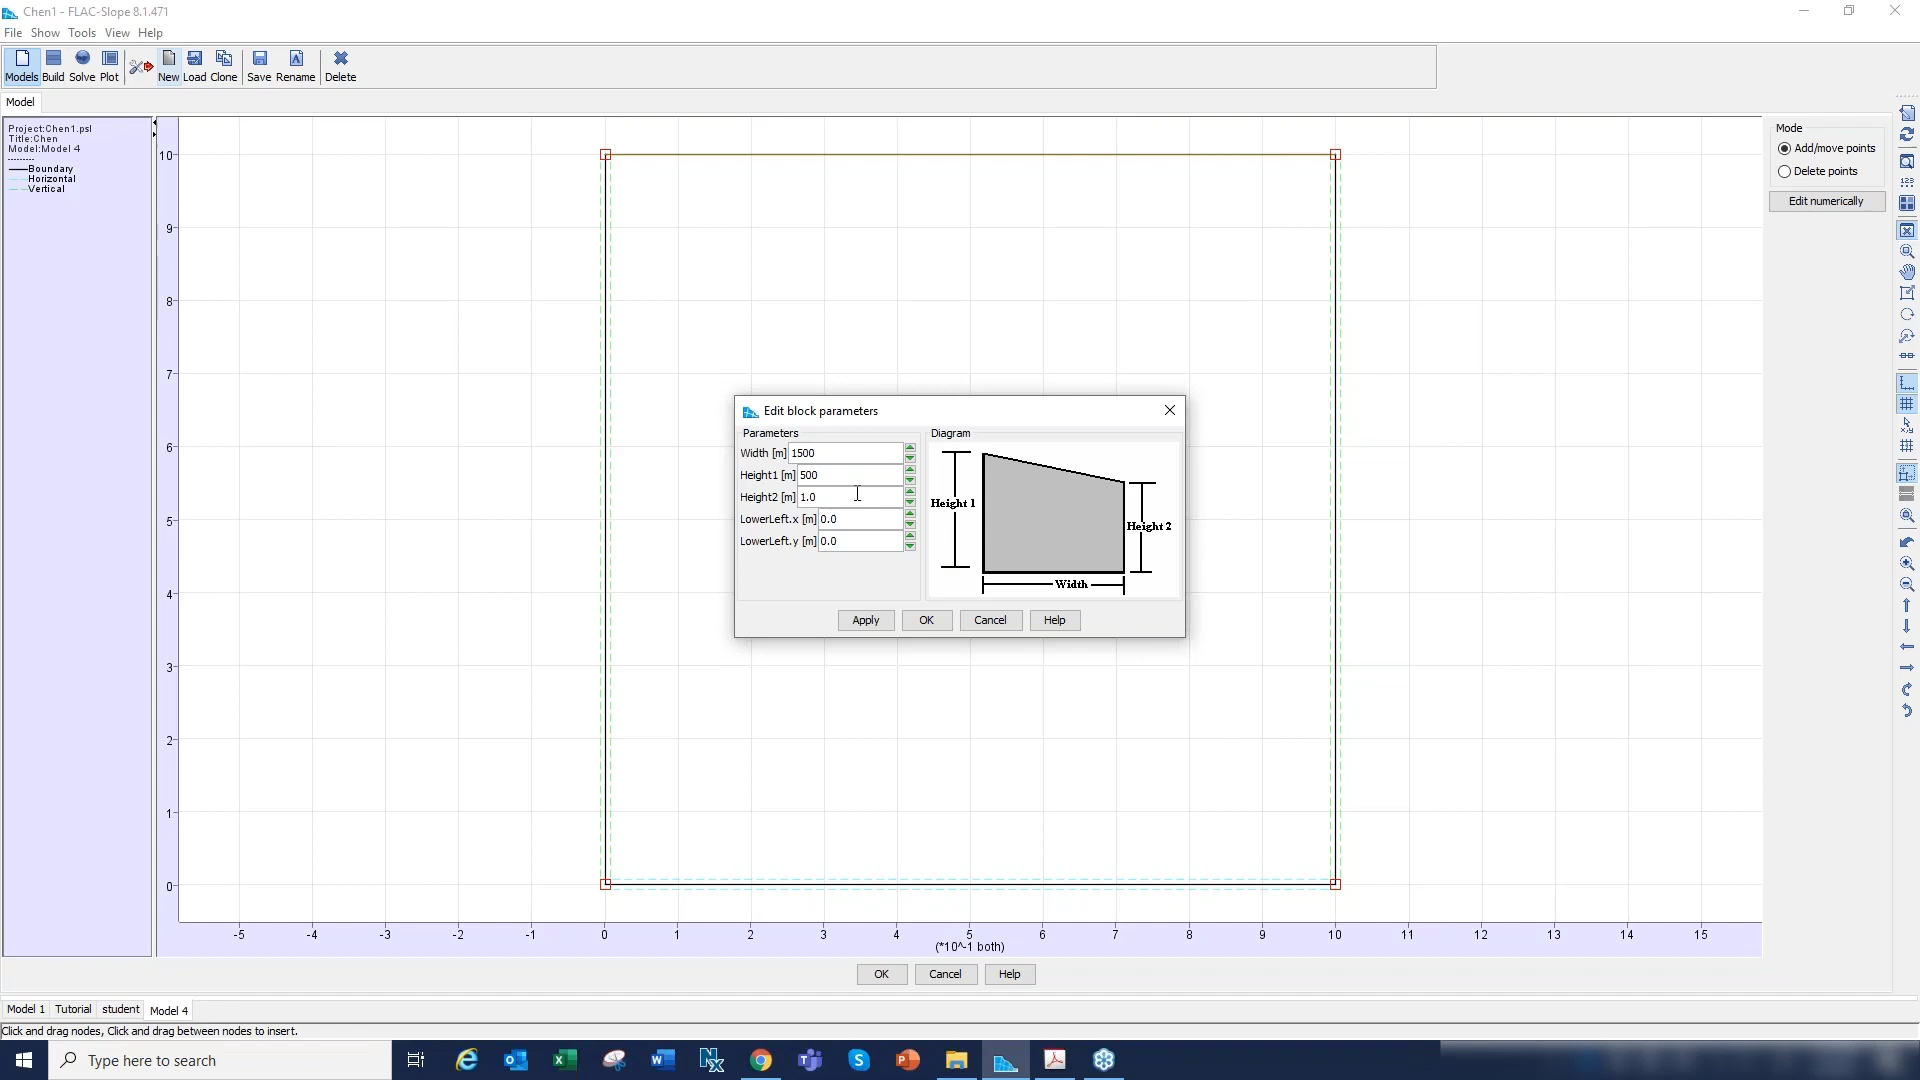 Chen1 - FLAC-Slope 8.1.471
File Show Tools View Help
Models Build Solve Plot New Load Clone Save Rename Delete
Model
Project:Chen1.psl
Title:Chen
Model:Model 4
Boundary
Horizontal
Vertical
10
9
8
7
6
5
4
3
2
1
0
-5 -4 -3 -2 -1 0 1 2 3 4 5 6 7 8 9 10 11 12 13 14 15
(*10^-1 both)
Edit block parameters
Parameters
Width [m] 1500
Height1 [m] 500
Height2 [m] 1.0
LowerLeft.x [m] 0.0
LowerLeft.y [m] 0.0
Diagram
Height 1
Height 2
Width
Apply OK Cancel Help
Mode
Add/move points
Delete points
Edit numerically
123
OK Cancel Help
Model 1 Tutorial student Model 4
Click and drag nodes, Click and drag between nodes to insert.
Type here to search